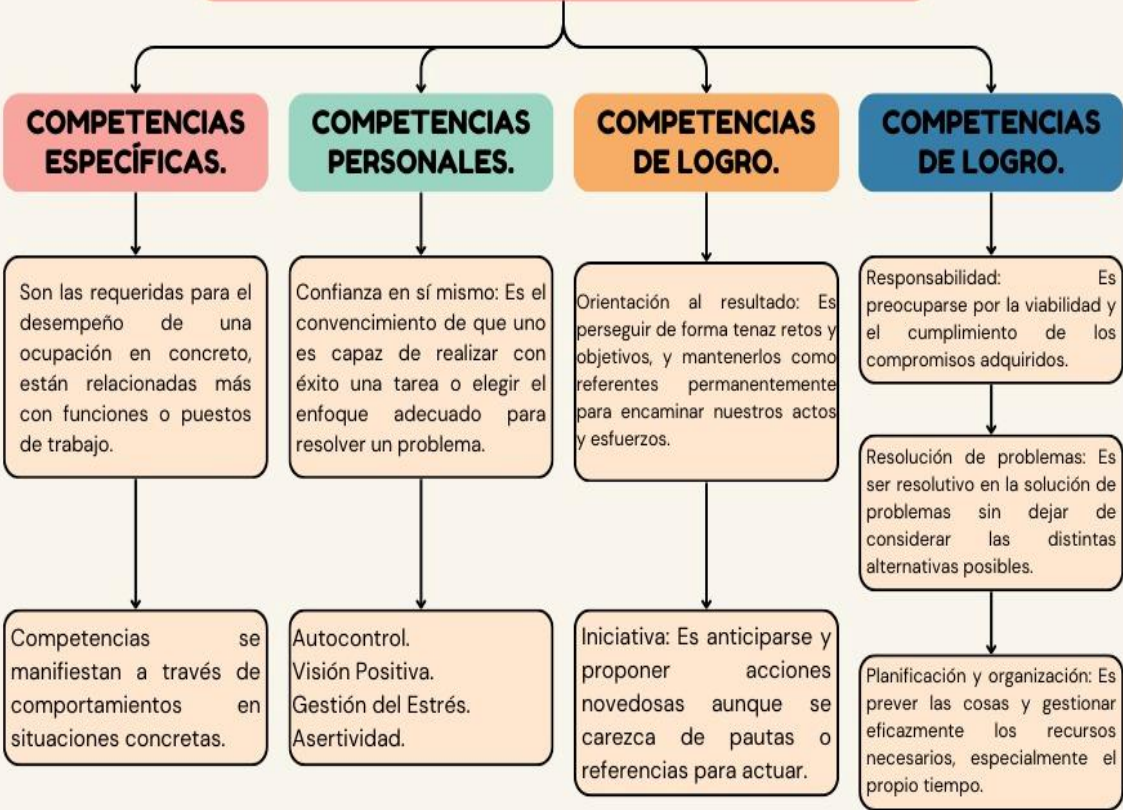 COMPETENCIAS
ESPECÍFICAS.
Son las requeridas para el
desempeño de una
ocupación en concreto,
están relacionadas más
con funciones o puestos
de trabajo.
Competencias se
manifiestan a través de
comportamientos en
situaciones concretas.
COMPETENCIAS
PERSONALES.
Confianza en sí mismo: Es el
convencimiento de que uno
es capaz de realizar con
éxito una tarea o elegir el
enfoque adecuado para
resolver un problema.
Autocontrol.
Visión Positiva.
Gestión del Estrés.
Asertividad.
COMPETENCIAS
DE LOGRO.
Orientación al resultado: Es
perseguir de forma tenaz retos y
objetivos, y mantenerlos como
referentes permanentemente
para encaminar nuestros actos
y esfuerzos.
Iniciativa: Es anticiparse y
proponer acciones
novedosas aunque se
carezca de pautas o
referencias para actuar.
COMPETENCIAS
DE LOGRO.
Responsabilidad: Es
preocuparse por la viabilidad y
el cumplimiento de los
compromisos adquiridos.
Resolución de problemas: Es
ser resolutivo en la solución de
problemas sin dejar de
considerar las distintas
alternativas posibles.
Planificación y organización: Es
prever las cosas y gestionar
eficazmente los recursos
necesarios, especialmente el
propio tiempo.